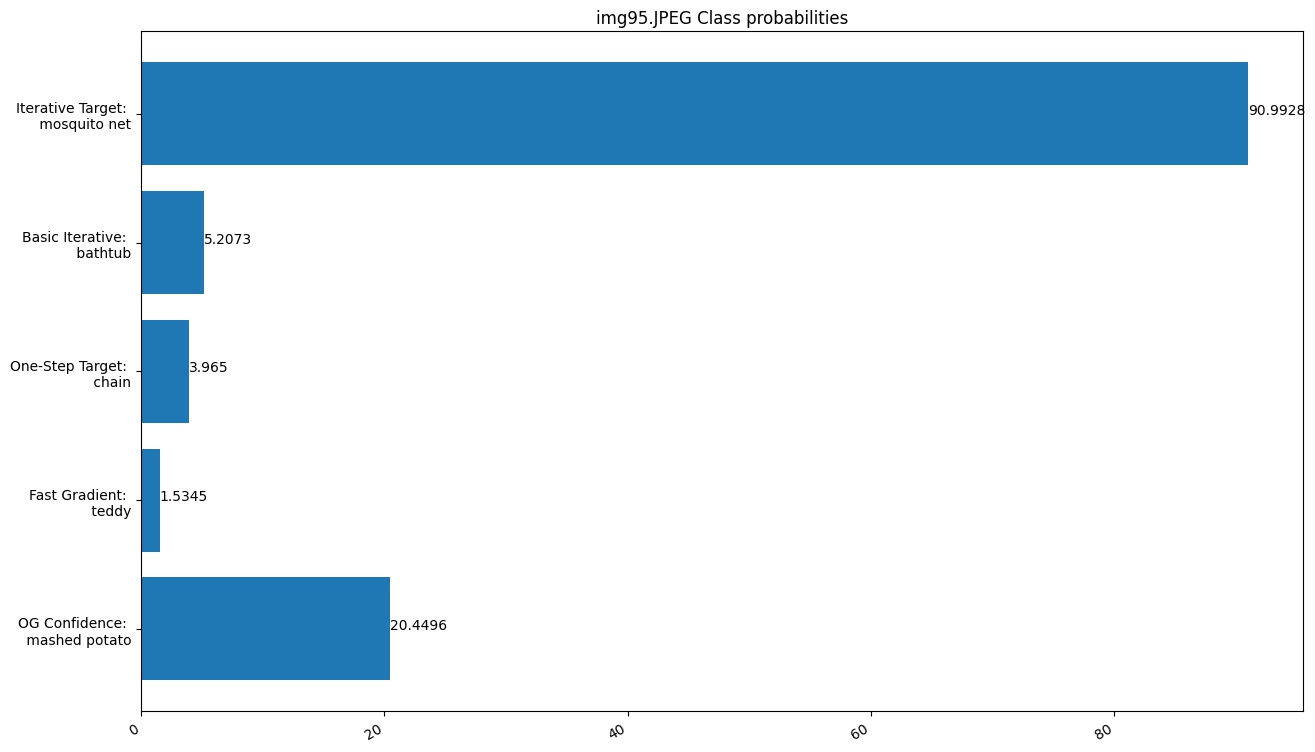 img95.JPEG Class probabilities
Iterative Target:
mosquito net
90.9928
Basic Iterative:
bathtub
5.2073
One-Step Target:
chain
3.965
Fast Gradient:
teddy
1.5345
OG Confidence:
mashed potato
20.4496
0
20
40
60
80